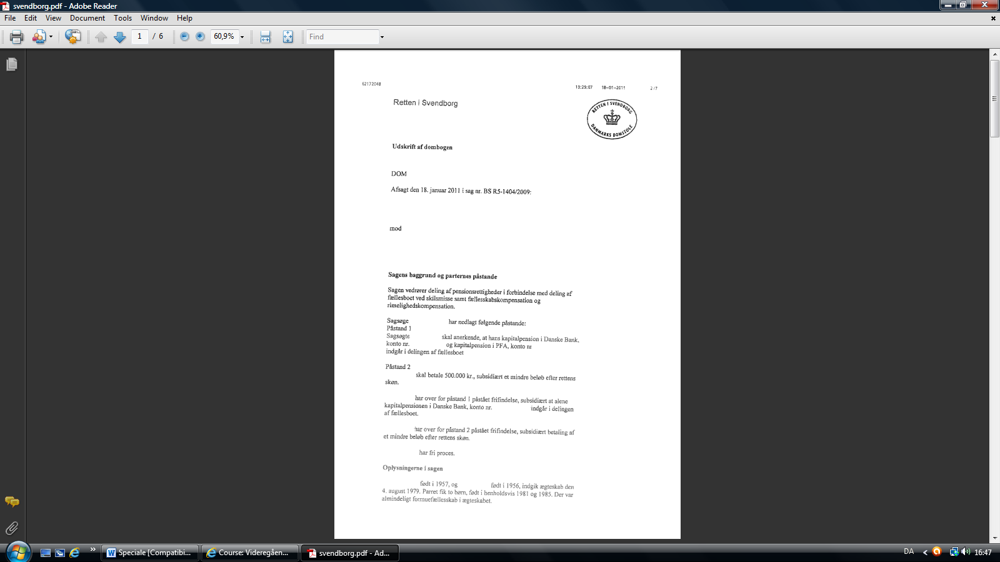 svendborg.pdf - Adobe Reader
File Edit View Document Tools Window Help
1 / 6 60,9% Find
62172048 13:29:07 18-01-2011 2/7
Retten i Svendborg
RETTEN I SVENDBORG
DANMARKS DOMSTOLE
Udskrift af dombogen
DOM
Afsagt den 18. januar 2011 i sag nr. BS R5-1404/2009:
mod
Sagens baggrund og parternes påstande
Sagen vedrører deling af pensionsrettigheder i forbindelse med deling af
fællesboet ved skilsmisse samt fællesskabskompensation og
rimelighedskompensation.
Sagsøge har nedlagt følgende påstande:
Påstand 1
Sagsøgte skal anerkende, at hans kapitalpension i Danske Bank,
konto nr. og kapitalpension i PFA, konto nr
indgår i delingen af fællesboet
Påstand 2
skal betale 500.000 kr., subsidiært et mindre beløb efter rettens
skøn.
har over for påstand 1 påstået frifindelse, subsidiært at alene
kapitalpensionen i Danske Bank, konto nr. indgår i delingen
af fællesboet.
har over for påstand 2 påstået frifindelse, subsidiært betaling af
et mindre beløb efter rettens skøn.
har fri proces.
Oplysningerne i sagen
født i 1957, og født i 1956, indgik ægteskab den
4. august 1979. Parret fik to børn, født i henholdsvis 1981 og 1985. Der var
almindeligt formuefællesskab i ægteskabet.
Speciale [Compatibi... Course: Videregåen... svendborg.pdf - Ad... DA 16:47